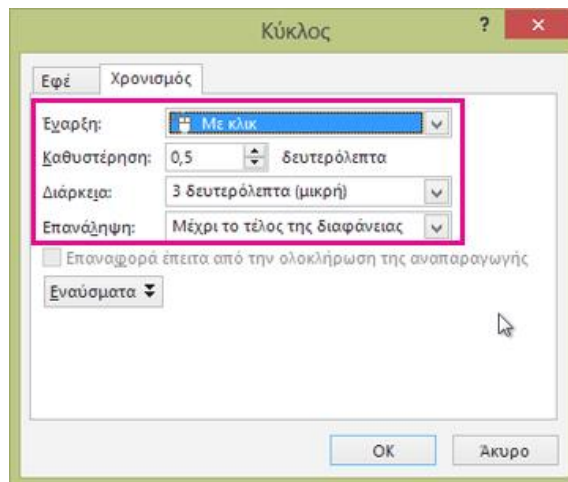 Κύκλος
?
Εφέ Χρονισμός
Έναρξη: Με κλικ
Καθυστέρηση: 0,5 δευτερόλεπτα
Διάρκεια: 3 δευτερόλεπτα (μικρή)
Επανάληψη: Μέχρι το τέλος της διαφάνειας
Επαναφορά έπειτα από την ολοκλήρωση της αναπαραγωγής
Εναύσματα
OK Άκυρο